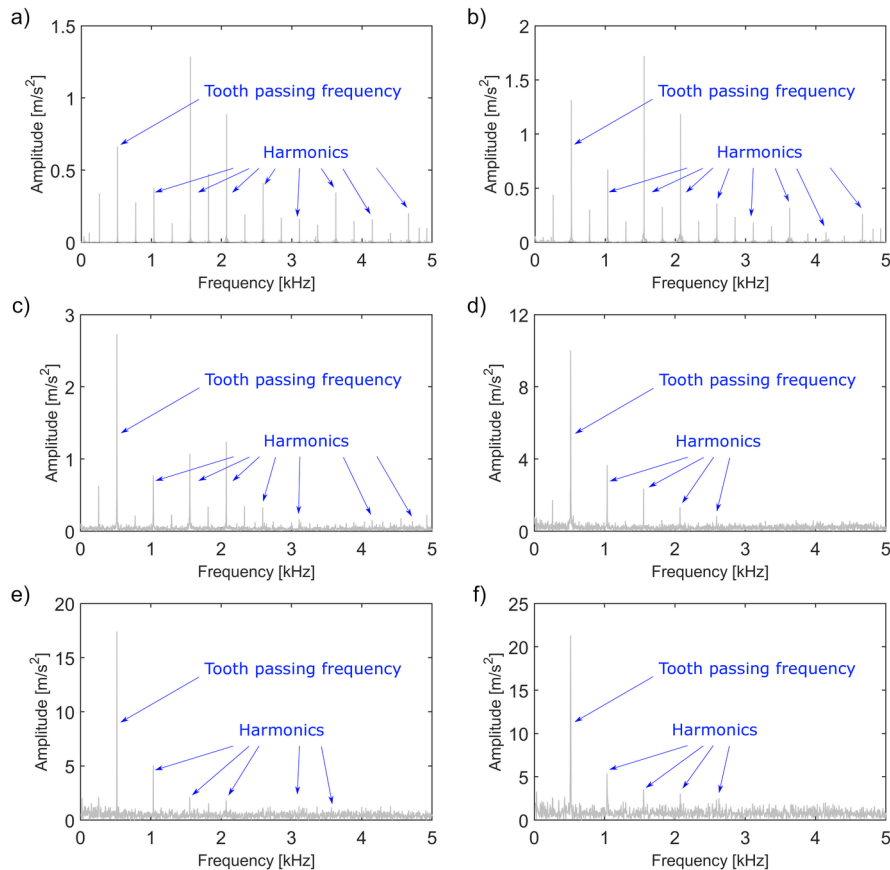 a)
1.5
1
0.5
0
Amplitude [m/s²]
Tooth passing frequency
Harmonics
0 1 2 3 4 5
Frequency [kHz]
b)
2
1.5
1
0.5
0
Amplitude [m/s²]
Tooth passing frequency
Harmonics
0 1 2 3 4 5
Frequency [kHz]
c)
3
2
1
0
Amplitude [m/s²]
Tooth passing frequency
Harmonics
0 1 2 3 4 5
Frequency [kHz]
d)
12
8
4
0
Amplitude [m/s²]
Tooth passing frequency
Harmonics
0 1 2 3 4 5
Frequency [kHz]
e)
20
15
10
5
0
Amplitude [m/s²]
Tooth passing frequency
Harmonics
0 1 2 3 4 5
Frequency [kHz]
f)
25
20
15
10
5
0
Amplitude [m/s²]
Tooth passing frequency
Harmonics
0 1 2 3 4 5
Frequency [kHz]